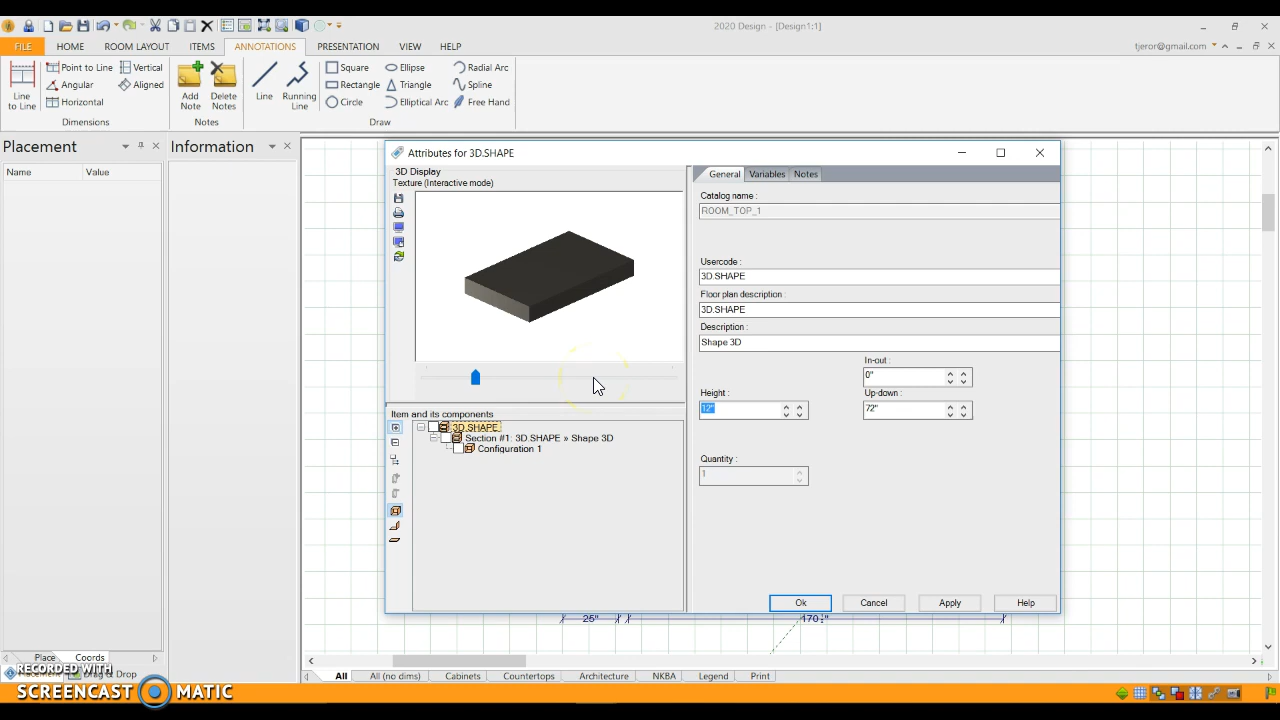 2020 Design - [Design1:1]
FILE HOME ROOM LAYOUT ITEMS ANNOTATIONS PRESENTATION VIEW HELP tjeror@gmail.com
Line to Line
Point to Line
Angular
Horizontal
Vertical
Aligned
Dimensions
Add Note
Delete Notes
Notes
Line
Running Line
Square
Rectangle
Circle
Ellipse
Triangle
Elliptical Arc
Radial Arc
Spline
Free Hand
Draw
Placement
Name Value
Information
Attributes for 3D.SHAPE
3D Display
Texture (Interactive mode)
Item and its components
3D.SHAPE
Section #1: 3D.SHAPE » Shape 3D
Configuration 1
General Variables Notes
Catalog name :
ROOM_TOP_1
Usercode :
3D.SHAPE
Floor plan description :
3D.SHAPE
Description :
Shape 3D
In-out :
0"
Height :
12"
Up-down :
72"
Quantity :
1
Ok Cancel Apply Help
25"
Place Coords
Drag & Drop
All All (no dims) Cabinets Countertops Architecture NKBA Legend Print
RECORDED WITH
SCREENCAST MATIC